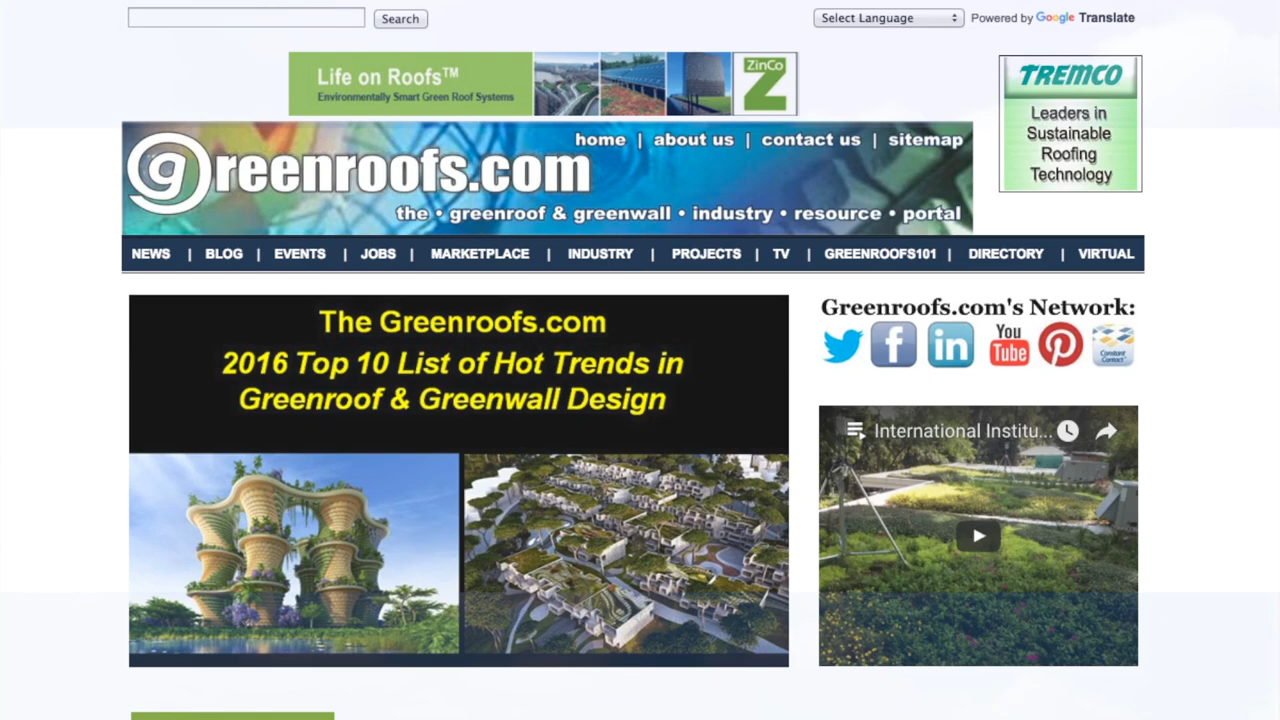 Search
Select Language
Powered by Google Translate
Life on Roofs™
Environmentally Smart Green Roof Systems
ZinCo
Z
TREMCO
Leaders in
Sustainable
Roofing
Technology
home | about us | contact us | sitemap
greenroofs.com
the • greenroof & greenwall • industry • resource • portal
NEWS | BLOG | EVENTS | JOBS | MARKETPLACE | INDUSTRY | PROJECTS | TV | GREENROOFS101 | DIRECTORY | VIRTUAL
The Greenroofs.com
2016 Top 10 List of Hot Trends in
Greenroof & Greenwall Design
Greenroofs.com's Network:
f
in
You
Tube
Constant
Contact
International Institu...